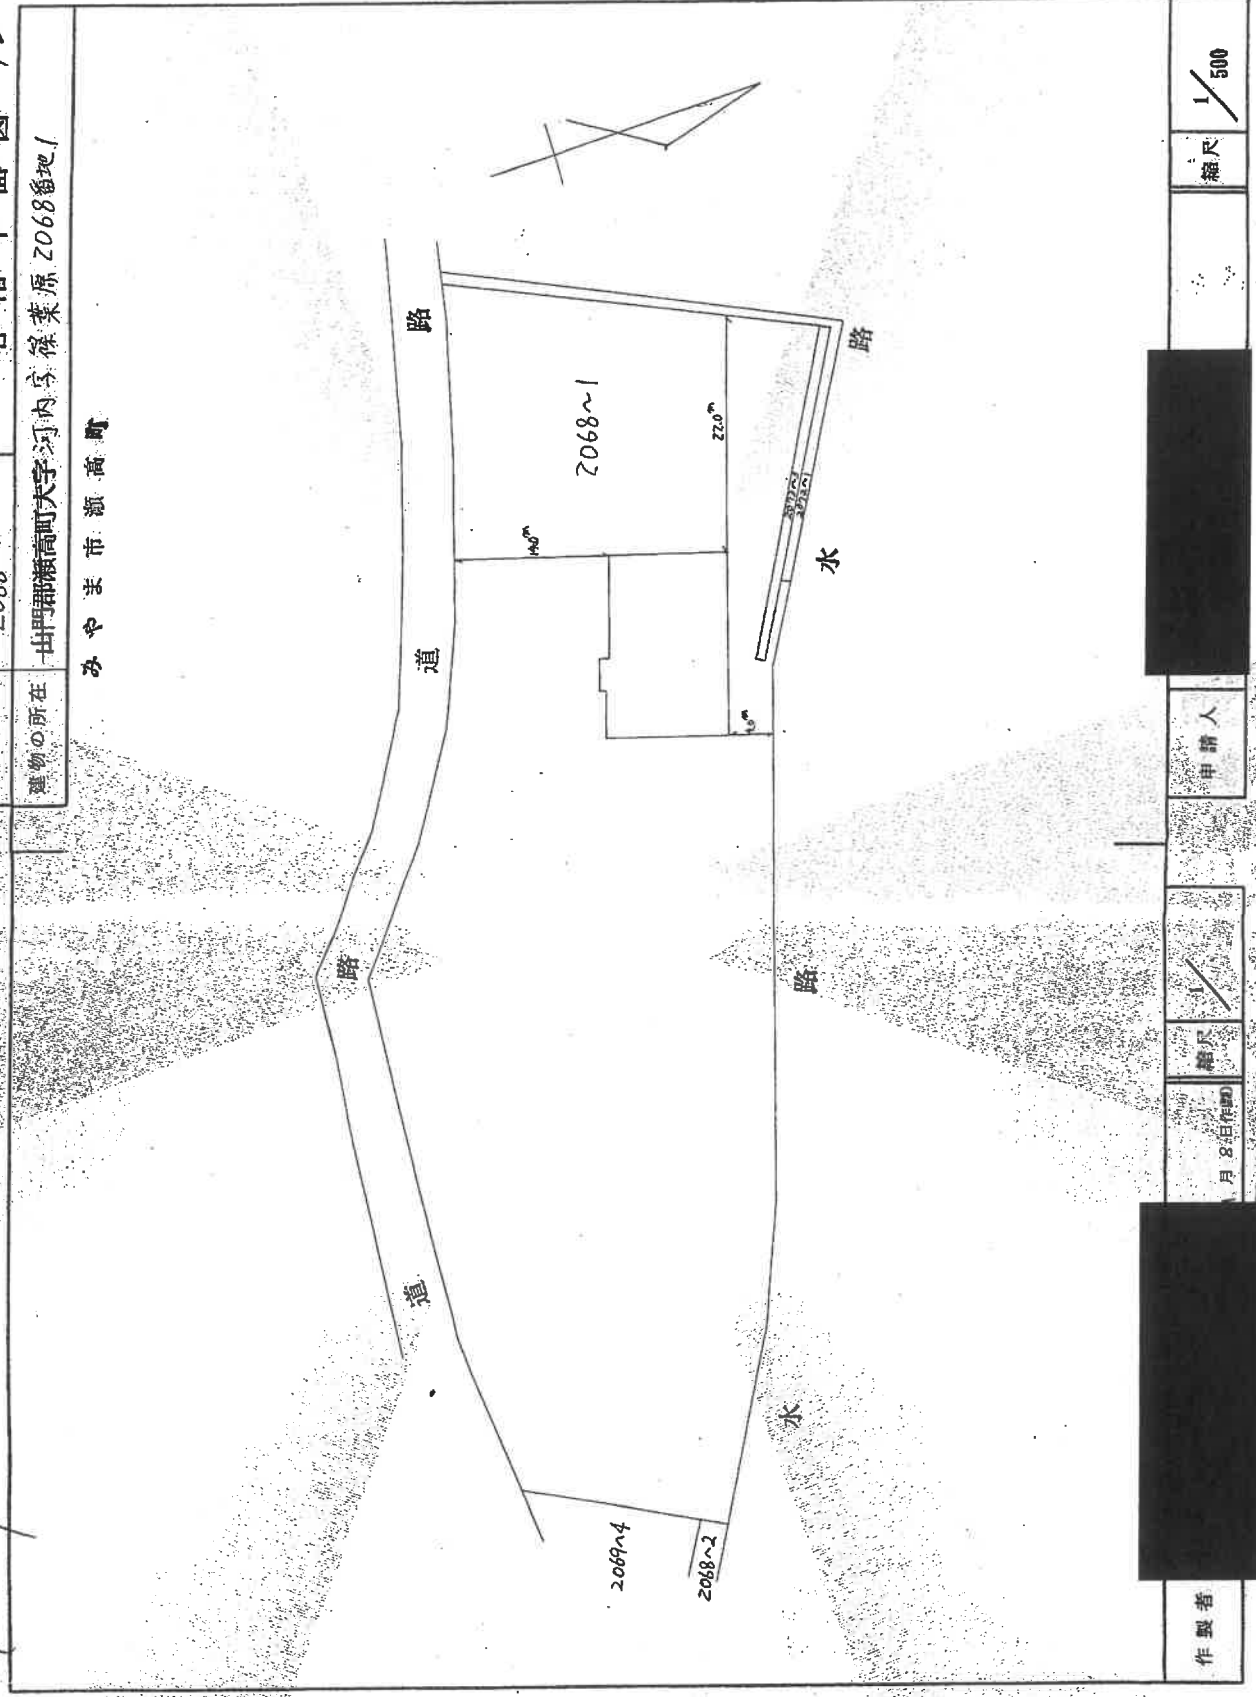 建物の所在
山門郡瀬高町大字河内字篠葉原2068番地1
みやま市瀬高町
道路
道路
2068~1
14.0m
22.0m
水路
水路
2069~4
2068~2
作製者
月8日作製
縮尺
1/
申請人
縮尺
1/500